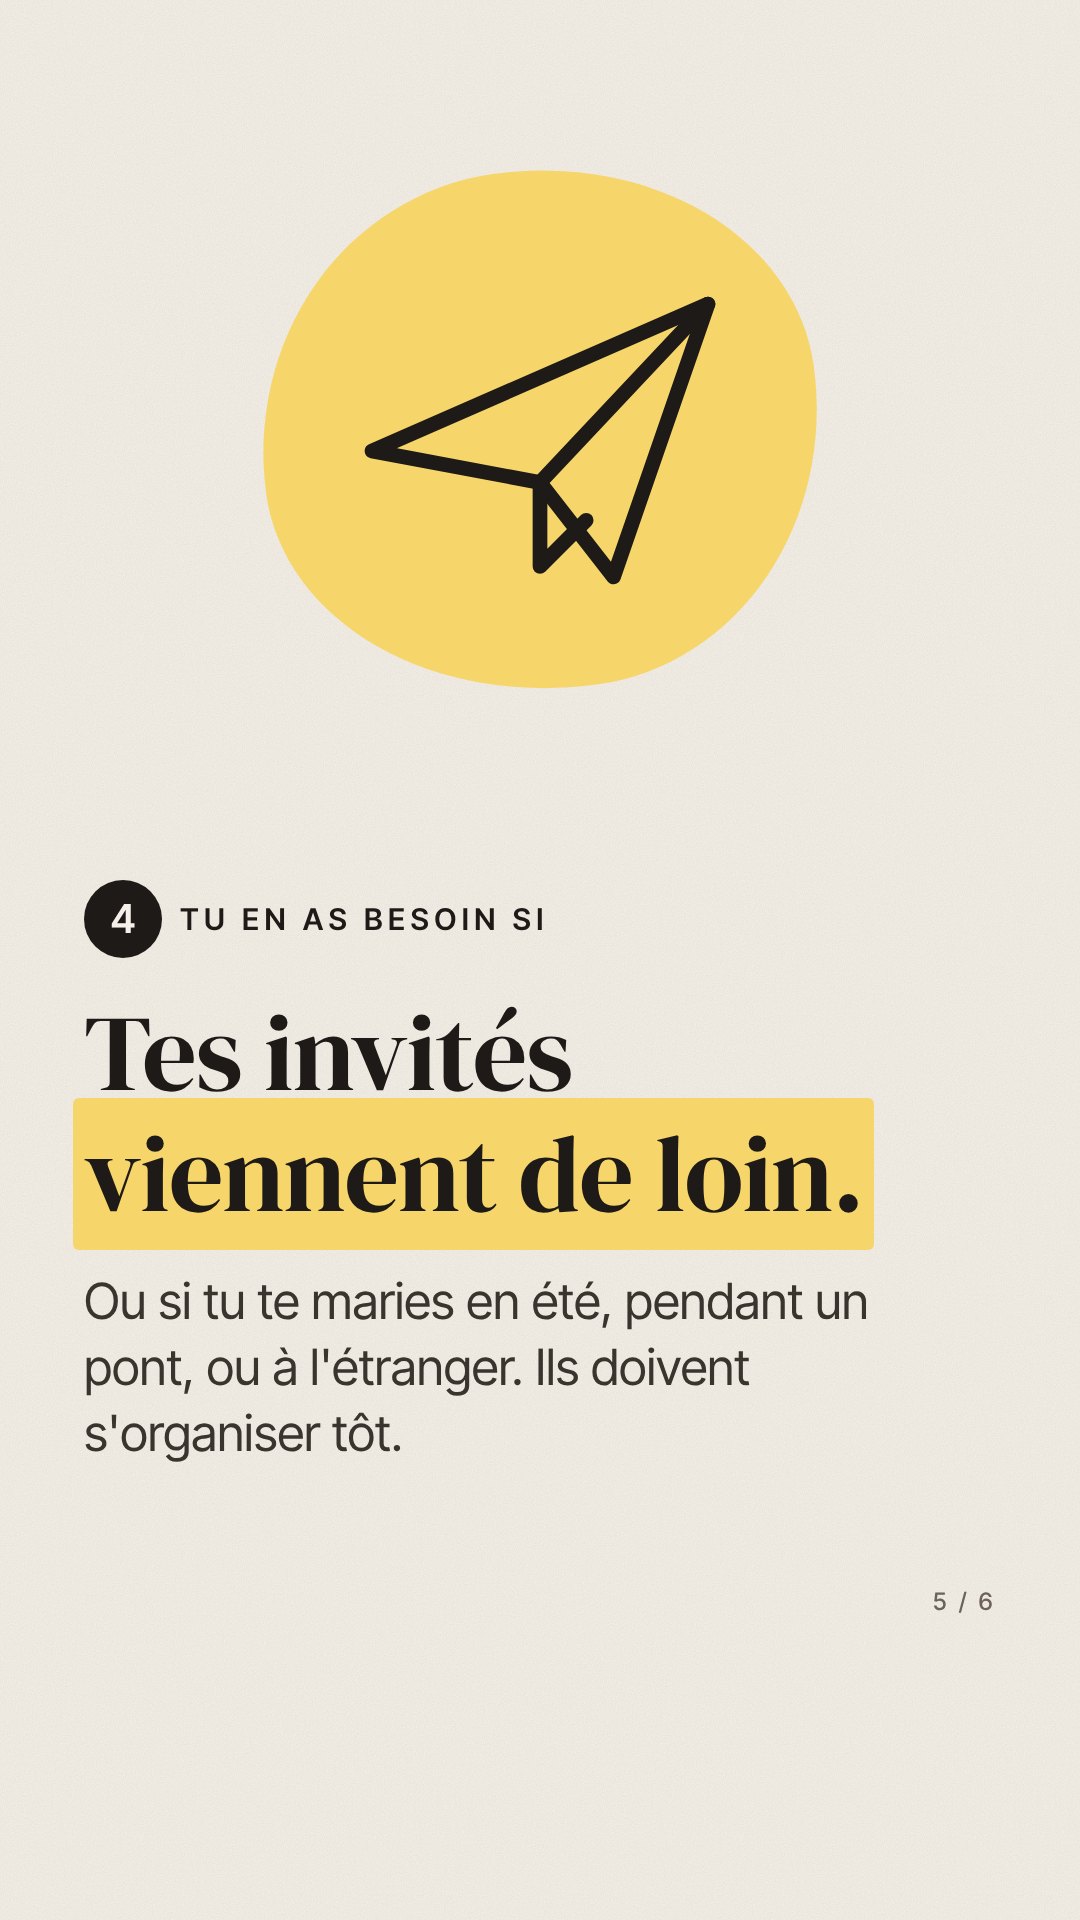 4 TU EN AS BESOIN SI
Tes invités
viennent de loin.
Ou si tu te maries en été, pendant un
pont, ou à l'étranger. Ils doivent
s'organiser tôt.
5 / 6